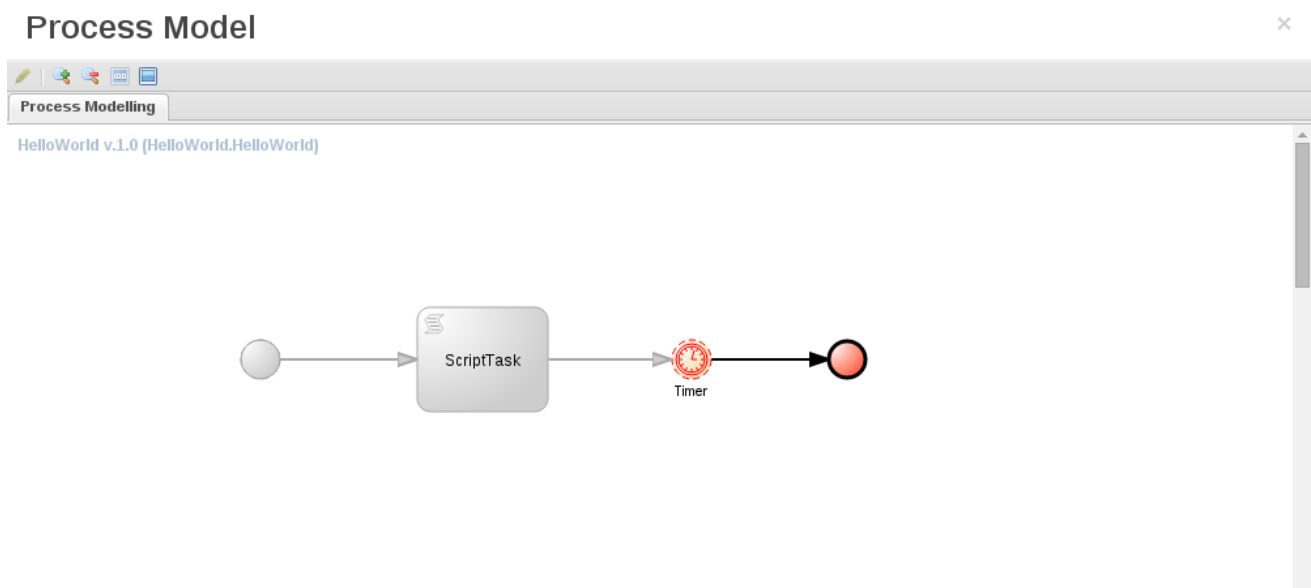 Process Model
Process Modelling
HelloWorld v.1.0 (HelloWorld.HelloWorld)
ScriptTask
Timer